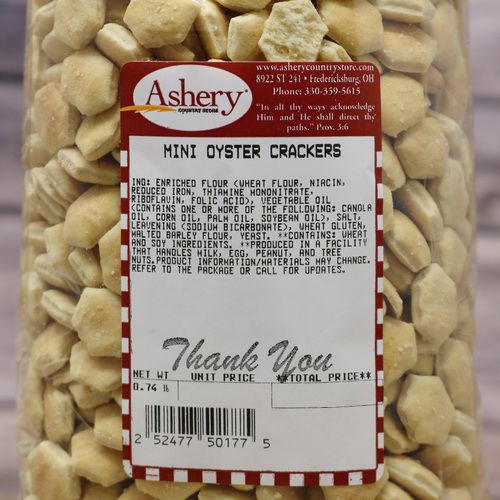 www.asherycountrystore.com
8922 ST 241 • Fredericksburg, OH
Phone: 330-359-5615
Ashery®
COUNTRY STORE
"In all thy ways acknowledge
Him and He shall direct thy
paths." Prov. 3:6
MINI OYSTER CRACKERS
ING: ENRICHED FLOUR (WHEAT FLOUR, NIACIN,
REDUCED IRON, THIAMINE MONONITRATE,
RIBOFLAVIN, FOLIC ACID), VEGETABLE OIL
(CONTAINS ONE OR MORE OF THE FOLLOWING: CANOLA
OIL, CORN OIL, PALM OIL, SOYBEAN OIL), SALT,
LEAVENING (SODIUM BICARBONATE), WHEAT GLUTEN,
MALTED BARLEY FLOUR, YEAST. **CONTAINS: WHEAT
AND SOY INGREDIENTS. **PRODUCED IN A FACILITY
THAT HANDLES MILK, EGG, PEANUT, AND TREE
NUTS.PRODUCT INFORMATION/MATERIALS MAY CHANGE.
REFER TO THE PACKAGE OR CALL FOR UPDATES.
Thank You
NET WT UNIT PRICE **TOTAL PRICE**
0.74 lb
2 52477 50177 5
Ashery Country Store